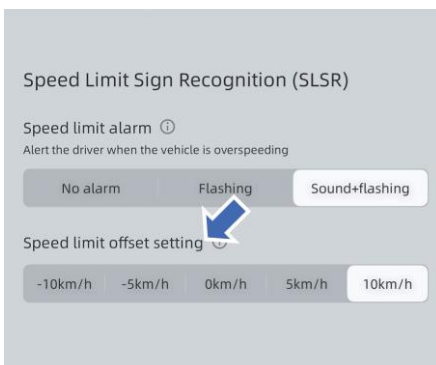 Speed Limit Sign Recognition (SLSR)
Speed limit alarm
Alert the driver when the vehicle is overspeeding
No alarm Flashing Sound+flashing
Speed limit offset setting
-10km/h -5km/h 0km/h 5km/h 10km/h